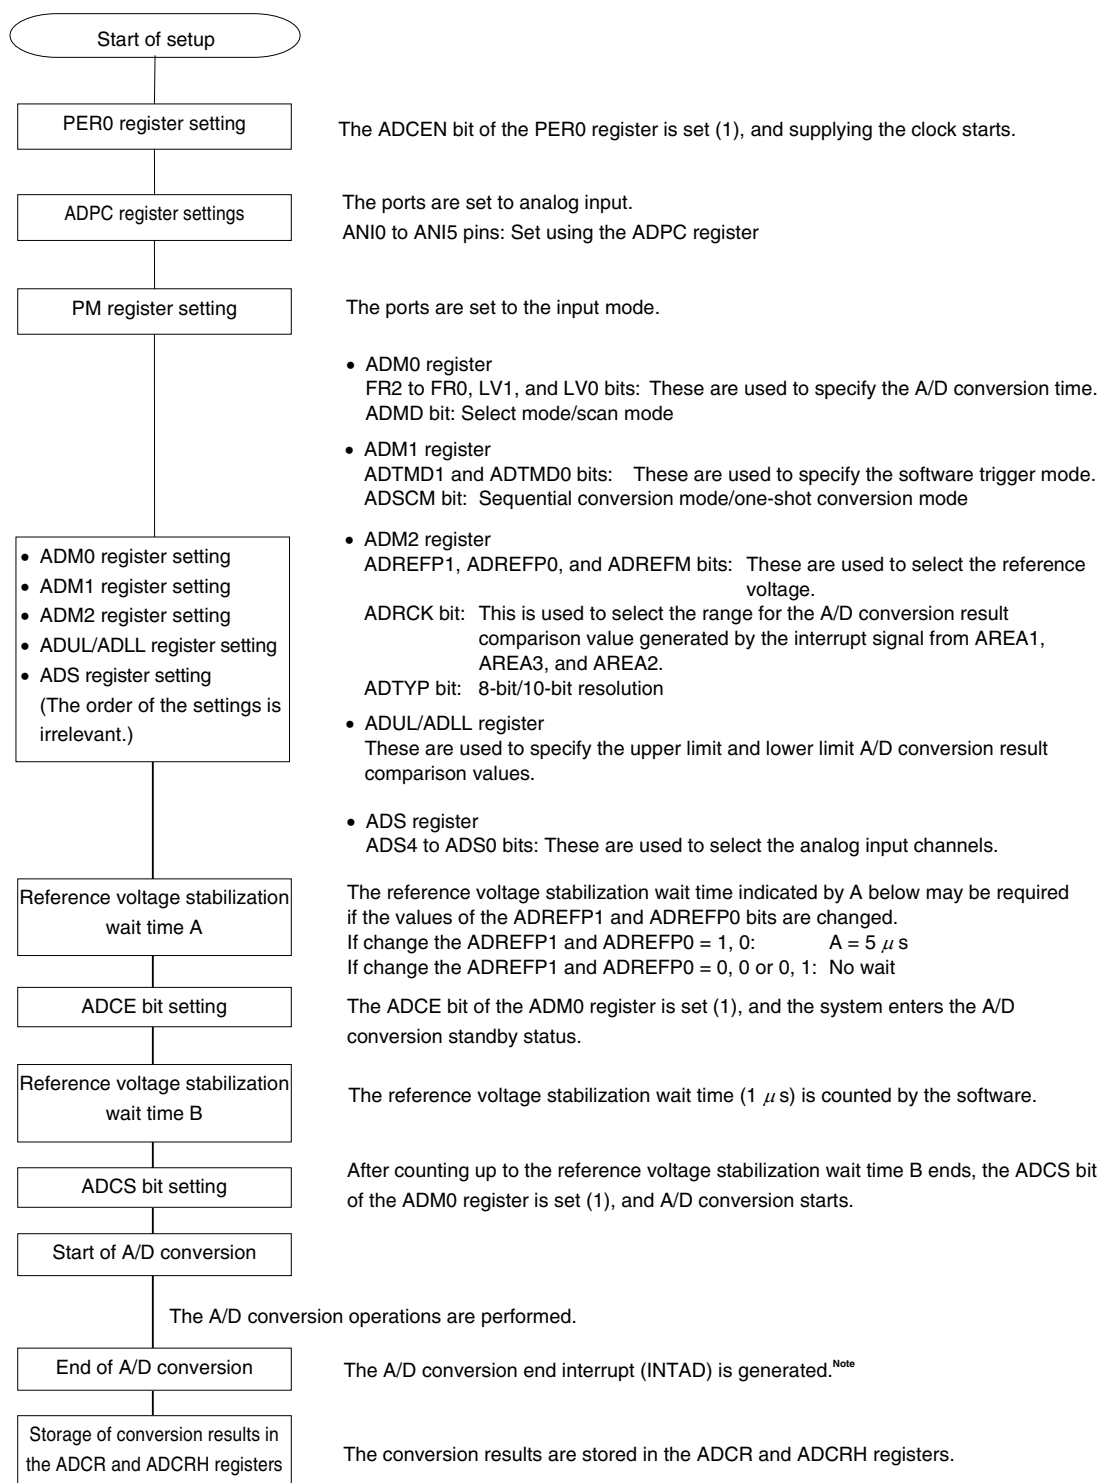 Start of setup
PER0 register setting
The ADCEN bit of the PER0 register is set (1), and supplying the clock starts.
ADPC register settings
The ports are set to analog input.
ANI0 to ANI5 pins: Set using the ADPC register
PM register setting
The ports are set to the input mode.
• ADM0 register
FR2 to FR0, LV1, and LV0 bits: These are used to specify the A/D conversion time.
ADMD bit: Select mode/scan mode
• ADM1 register
ADTMD1 and ADTMD0 bits: These are used to specify the software trigger mode.
ADSCM bit: Sequential conversion mode/one-shot conversion mode
• ADM0 register setting
• ADM1 register setting
• ADM2 register setting
• ADUL/ADLL register setting
• ADS register setting
(The order of the settings is
irrelevant.)
• ADM2 register
ADREFP1, ADREFP0, and ADREFM bits: These are used to select the reference
voltage.
ADRCK bit: This is used to select the range for the A/D conversion result
comparison value generated by the interrupt signal from AREA1,
AREA3, and AREA2.
ADTYP bit: 8-bit/10-bit resolution
• ADUL/ADLL register
These are used to specify the upper limit and lower limit A/D conversion result
comparison values.
• ADS register
ADS4 to ADS0 bits: These are used to select the analog input channels.
Reference voltage stabilization
wait time A
The reference voltage stabilization wait time indicated by A below may be required
if the values of the ADREFP1 and ADREFP0 bits are changed.
If change the ADREFP1 and ADREFP0 = 1, 0: A = 5 μ s
If change the ADREFP1 and ADREFP0 = 0, 0 or 0, 1: No wait
ADCE bit setting
The ADCE bit of the ADM0 register is set (1), and the system enters the A/D
conversion standby status.
Reference voltage stabilization
wait time B
The reference voltage stabilization wait time (1 μ s) is counted by the software.
ADCS bit setting
After counting up to the reference voltage stabilization wait time B ends, the ADCS bit
of the ADM0 register is set (1), and A/D conversion starts.
Start of A/D conversion
The A/D conversion operations are performed.
End of A/D conversion
The A/D conversion end interrupt (INTAD) is generated.Note
Storage of conversion results in
the ADCR and ADCRH registers
The conversion results are stored in the ADCR and ADCRH registers.